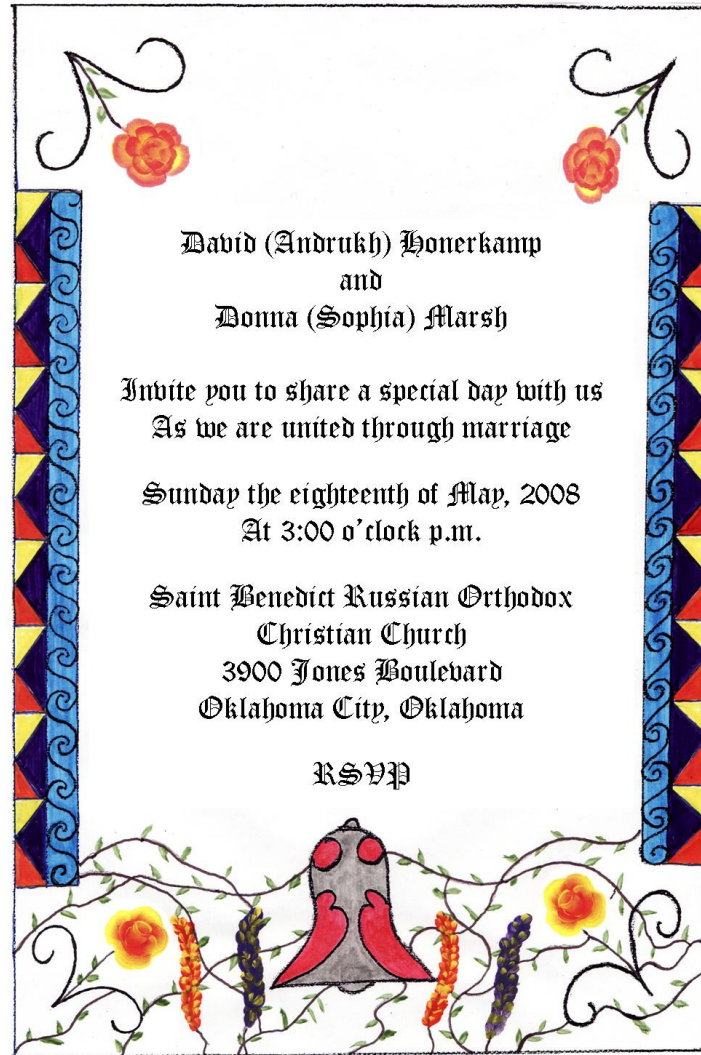 David (Andrukh) Honerkamp
and
Donna (Sophia) Marsh
Invite you to share a special day with us
As we are united through marriage
Sunday the eighteenth of May, 2008
At 3:00 o'clock p.m.
Saint Benedict Russian Orthodox
Christian Church
3900 Jones Boulevard
Oklahoma City, Oklahoma
RSVP